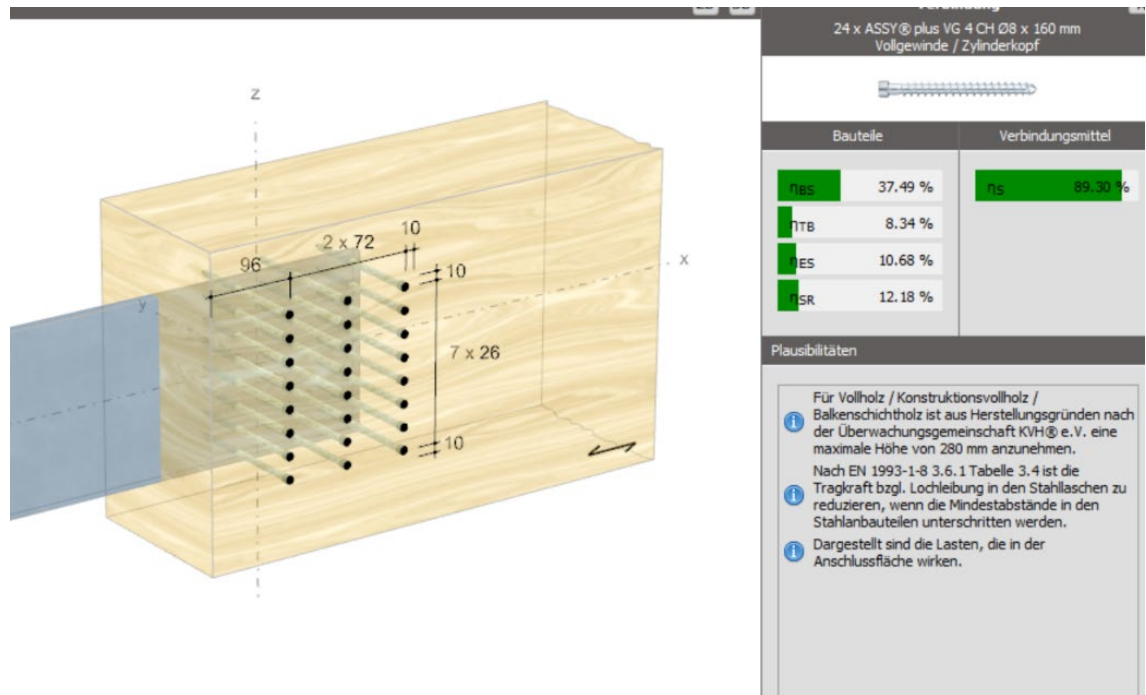 24 x ASSY® plus VG 4 CH Ø8 x 160 mm
Vollgewinde / Zylinderkopf
z
x
y
96
2 x 72
10
10
7 x 26
10
Bauteile
Verbindungsmittel
ηBS 37.49 %
ηTB 8.34 %
ηES 10.68 %
ηSR 12.18 %
ηS 89.30 %
Plausibilitäten
Für Vollholz / Konstruktionsvollholz /
Balkenschichtholz ist aus Herstellungsgründen nach
der Überwachungsgemeinschaft KVH® e.V. eine
maximale Höhe von 280 mm anzunehmen.
Nach EN 1993-1-8 3.6.1 Tabelle 3.4 ist die
Tragkraft bzgl. Lochleibung in den Stahllaschen zu
reduzieren, wenn die Mindestabstände in den
Stahlanbauteilen unterschritten werden.
Dargestellt sind die Lasten, die in der
Anschlussfläche wirken.